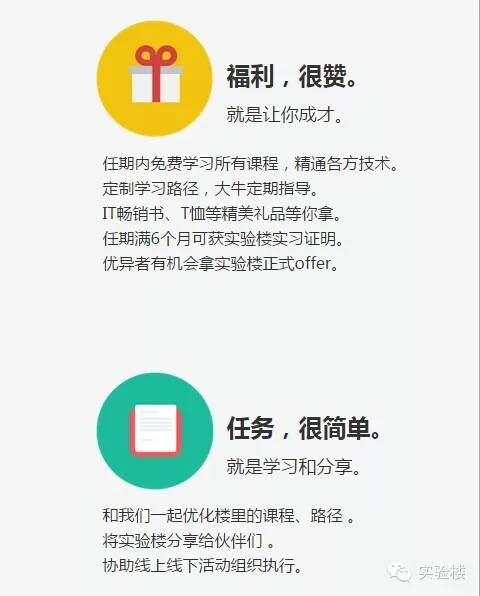 福利，很赞。
就是让你成才。
任期内免费学习所有课程，精通各方技术。
定制学习路径，大牛定期指导。
IT畅销书、T恤等精美礼品等你拿。
任期满6个月可获实验楼实习证明。
优异者有机会拿实验楼正式offer。
任务，很简单。
就是学习和分享。
和我们一起优化楼里的课程、路径 。
将实验楼分享给伙伴们 。
协助线上线下活动组织执行。
实验楼